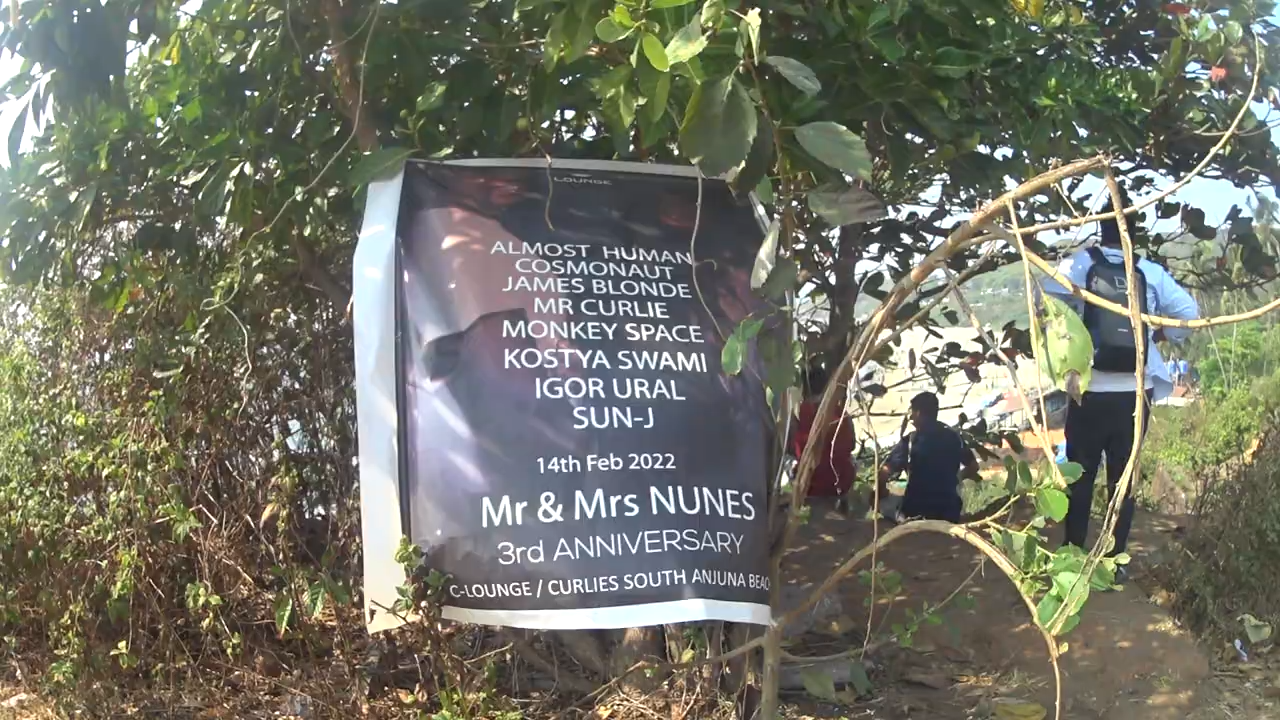 LOUNGE
ALMOST HUMAN
COSMONAUT
JAMES BLONDE
MR CURLIE
MONKEY SPACE
KOSTYA SWAMI
IGOR URAL
SUN-J
14th Feb 2022
Mr & Mrs NUNES
3rd ANNIVERSARY
C-LOUNGE / CURLIES SOUTH ANJUNA BEAC